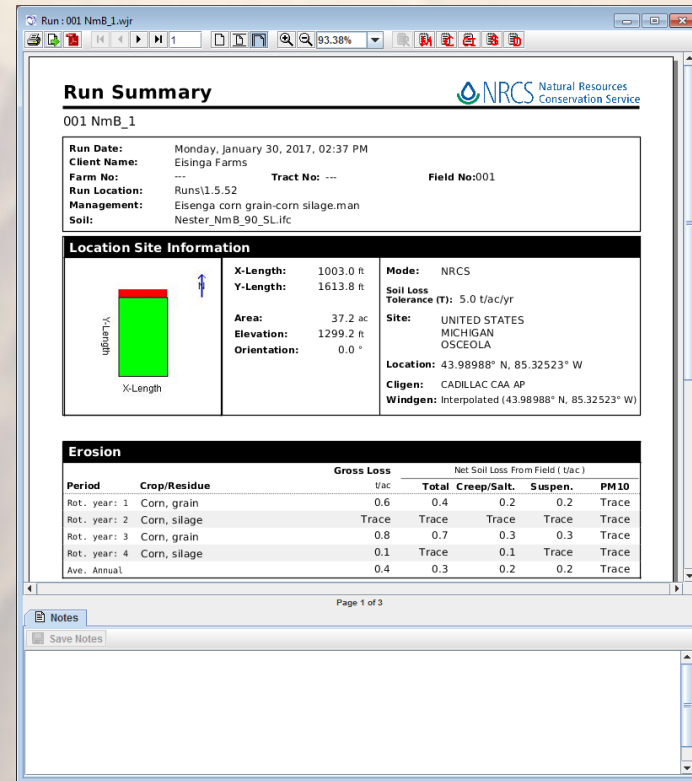 Run : 001 NmB_1.wjr
1
93.38%
Run Summary
NRCS Natural Resources Conservation Service
001 NmB_1
Run Date: Monday, January 30, 2017, 02:37 PM
Client Name: Eisinga Farms
Farm No: --- Tract No: --- Field No:001
Run Location: Runs\1.5.52
Management: Eisenga corn grain-corn silage.man
Soil: Nester_NmB_90_SL.ifc
Location Site Information
N
Y-Length
X-Length
X-Length: 1003.0 ft
Y-Length: 1613.8 ft
Area: 37.2 ac
Elevation: 1299.2 ft
Orientation: 0.0 °
Mode: NRCS
Soil Loss
Tolerance (T): 5.0 t/ac/yr
Site: UNITED STATES
MICHIGAN
OSCEOLA
Location: 43.98988° N, 85.32523° W
Cligen: CADILLAC CAA AP
Windgen: Interpolated (43.98988° N, 85.32523° W)
Erosion
Gross Loss Net Soil Loss From Field ( t/ac )
Period Crop/Residue t/ac Total Creep/Salt. Suspen. PM10
Rot. year: 1 Corn, grain 0.6 0.4 0.2 0.2 Trace
Rot. year: 2 Corn, silage Trace Trace Trace Trace Trace
Rot. year: 3 Corn, grain 0.8 0.7 0.3 0.3 Trace
Rot. year: 4 Corn, silage 0.1 Trace 0.1 Trace Trace
Ave. Annual 0.4 0.3 0.2 0.2 Trace
Page 1 of 3
Notes
Save Notes